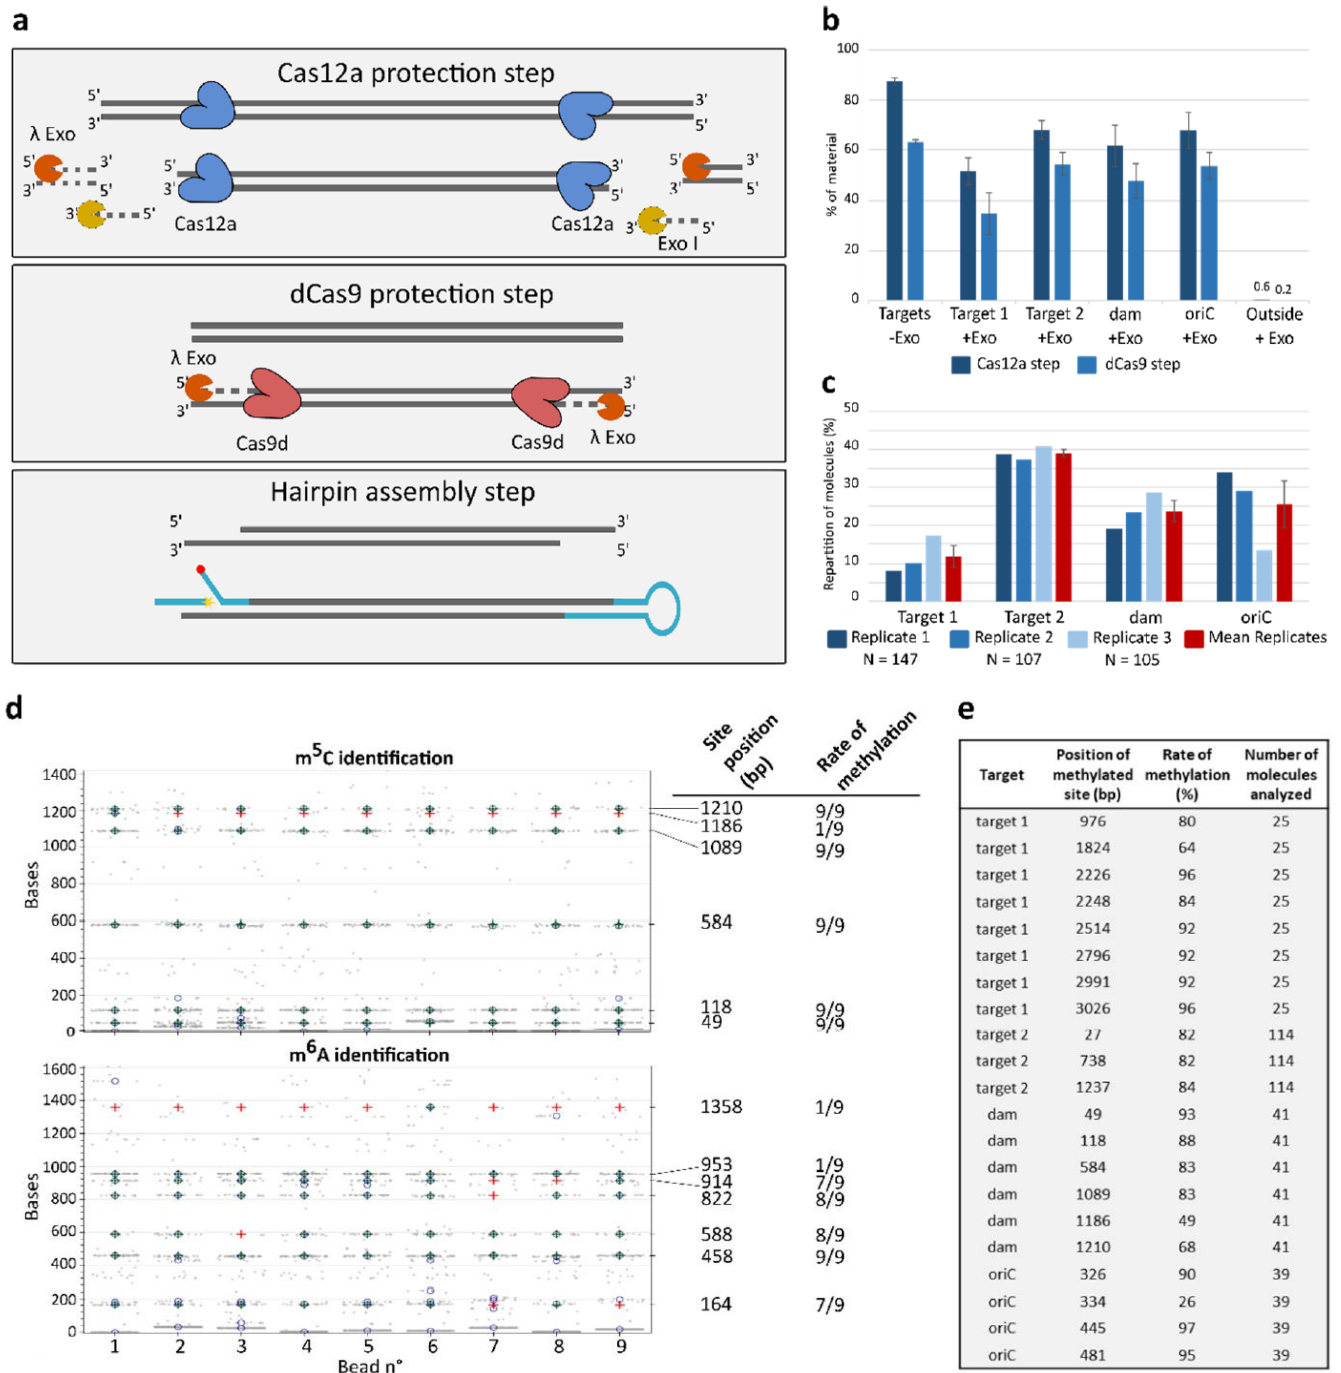 a
Cas12a protection step
5' 3'
3' 5'
λ Exo
5' 3' 5' 3' 5' 3'
3' 5' 3' 5' 3' 5'
3' 5' Cas12a Cas12a 3' 5'
Exo I
dCas9 protection step
λ Exo
5' 3'
3' 5'
Cas9d Cas9d λ Exo
Hairpin assembly step
5' 3'
3' 5'
b
% of material
100
80
60
40
20
0
0.6 0.2
Targets Target 1 Target 2 dam oriC Outside
-Exo +Exo +Exo +Exo +Exo + Exo
Cas12a step dCas9 step
c
Repartition of molecules (%)
50
40
30
20
10
0
Target 1 Target 2 dam oriC
Replicate 1 Replicate 2 Replicate 3 Mean Replicates
N = 147 N = 107 N = 105
d
Site position (bp) Rate of methylation
m5C identification
Bases
1400
1200
1000
800
600
400
200
0
1210 9/9
1186 1/9
1089 9/9
584 9/9
118 9/9
49 9/9
m6A identification
Bases
1600
1400
1200
1000
800
600
400
200
0
1358 1/9
953 1/9
914 7/9
822 8/9
588 8/9
458 9/9
164 7/9
1 2 3 4 5 6 7 8 9
Bead n°
e
Target Position of methylated site (bp) Rate of methylation (%) Number of molecules analyzed
target 1 976 80 25
target 1 1824 64 25
target 1 2226 96 25
target 1 2248 84 25
target 1 2514 92 25
target 1 2796 92 25
target 1 2991 92 25
target 1 3026 96 25
target 2 27 82 114
target 2 738 82 114
target 2 1237 84 114
dam 49 93 41
dam 118 88 41
dam 584 83 41
dam 1089 83 41
dam 1186 49 41
dam 1210 68 41
oriC 326 90 39
oriC 334 26 39
oriC 445 97 39
oriC 481 95 39